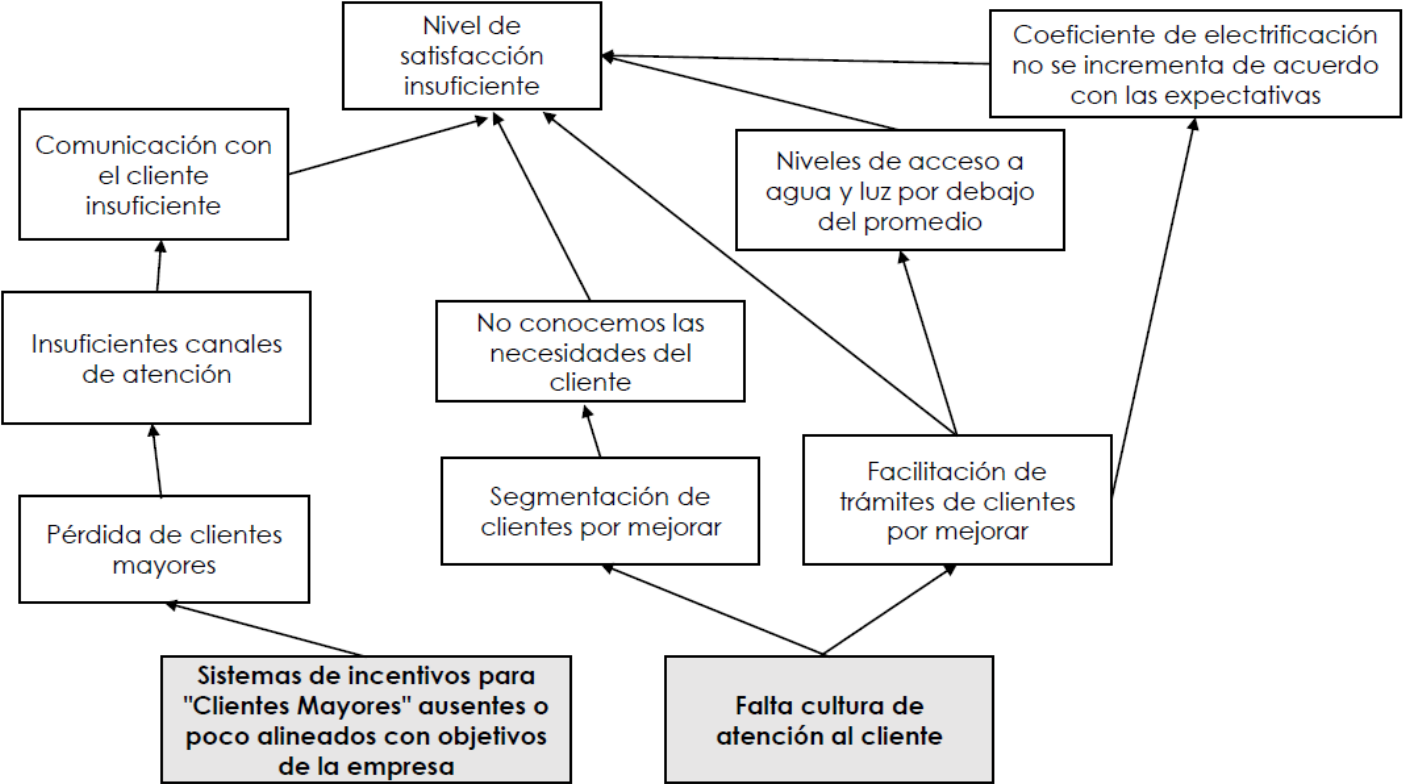 Nivel de
satisfacción
insuficiente
Coeficiente de electrificación
no se incrementa de acuerdo
con las expectativas
Comunicación con
el cliente
insuficiente
Niveles de acceso a
agua y luz por debajo
del promedio
Insuficientes canales
de atención
No conocemos las
necesidades del
cliente
Pérdida de clientes
mayores
Segmentación de
clientes por mejorar
Facilitación de
trámites de clientes
por mejorar
Sistemas de incentivos para
"Clientes Mayores" ausentes o
poco alineados con objetivos
de la empresa
Falta cultura de
atención al cliente